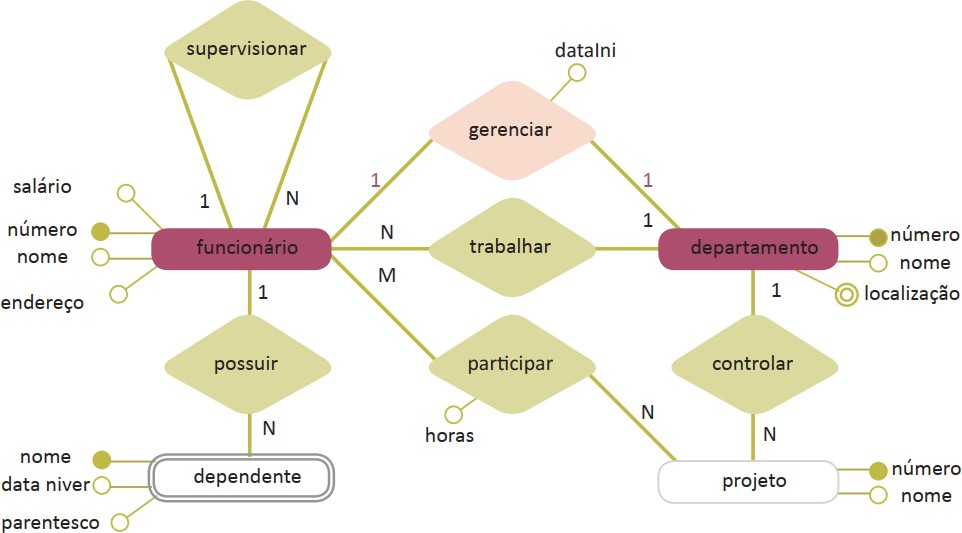 supervisionar
dataIni
gerenciar
salário
1
1
1
N
número
N
1
funcionário
trabalhar
departamento
número
nome
nome
M
endereço
1
1
localização
possuir
participar
controlar
horas
N
N
N
nome
dependente
data niver
projeto
número
nome
parentesco